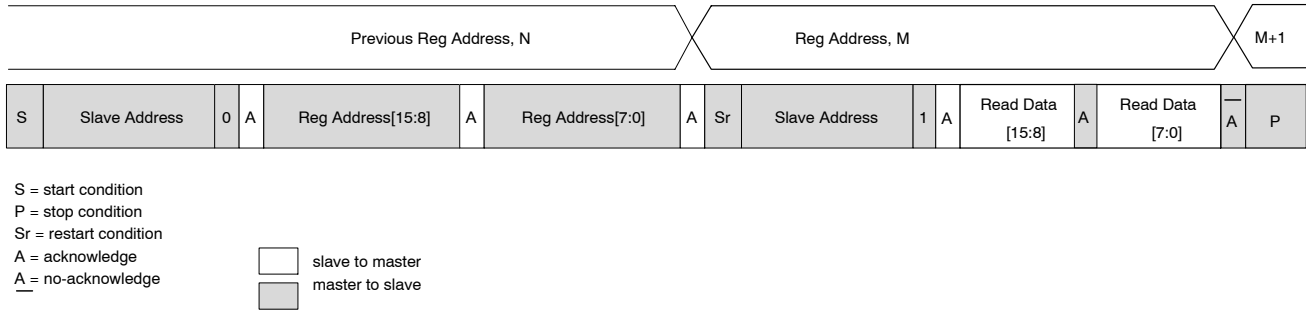 Previous Reg Address, N Reg Address, M M+1
S Slave Address 0 A Reg Address[15:8] A Reg Address[7:0] A Sr Slave Address 1 A Read Data [15:8] A Read Data [7:0] A̅ P
S = start condition
P = stop condition
Sr = restart condition
A = acknowledge
A̲ = no-acknowledge
slave to master
master to slave